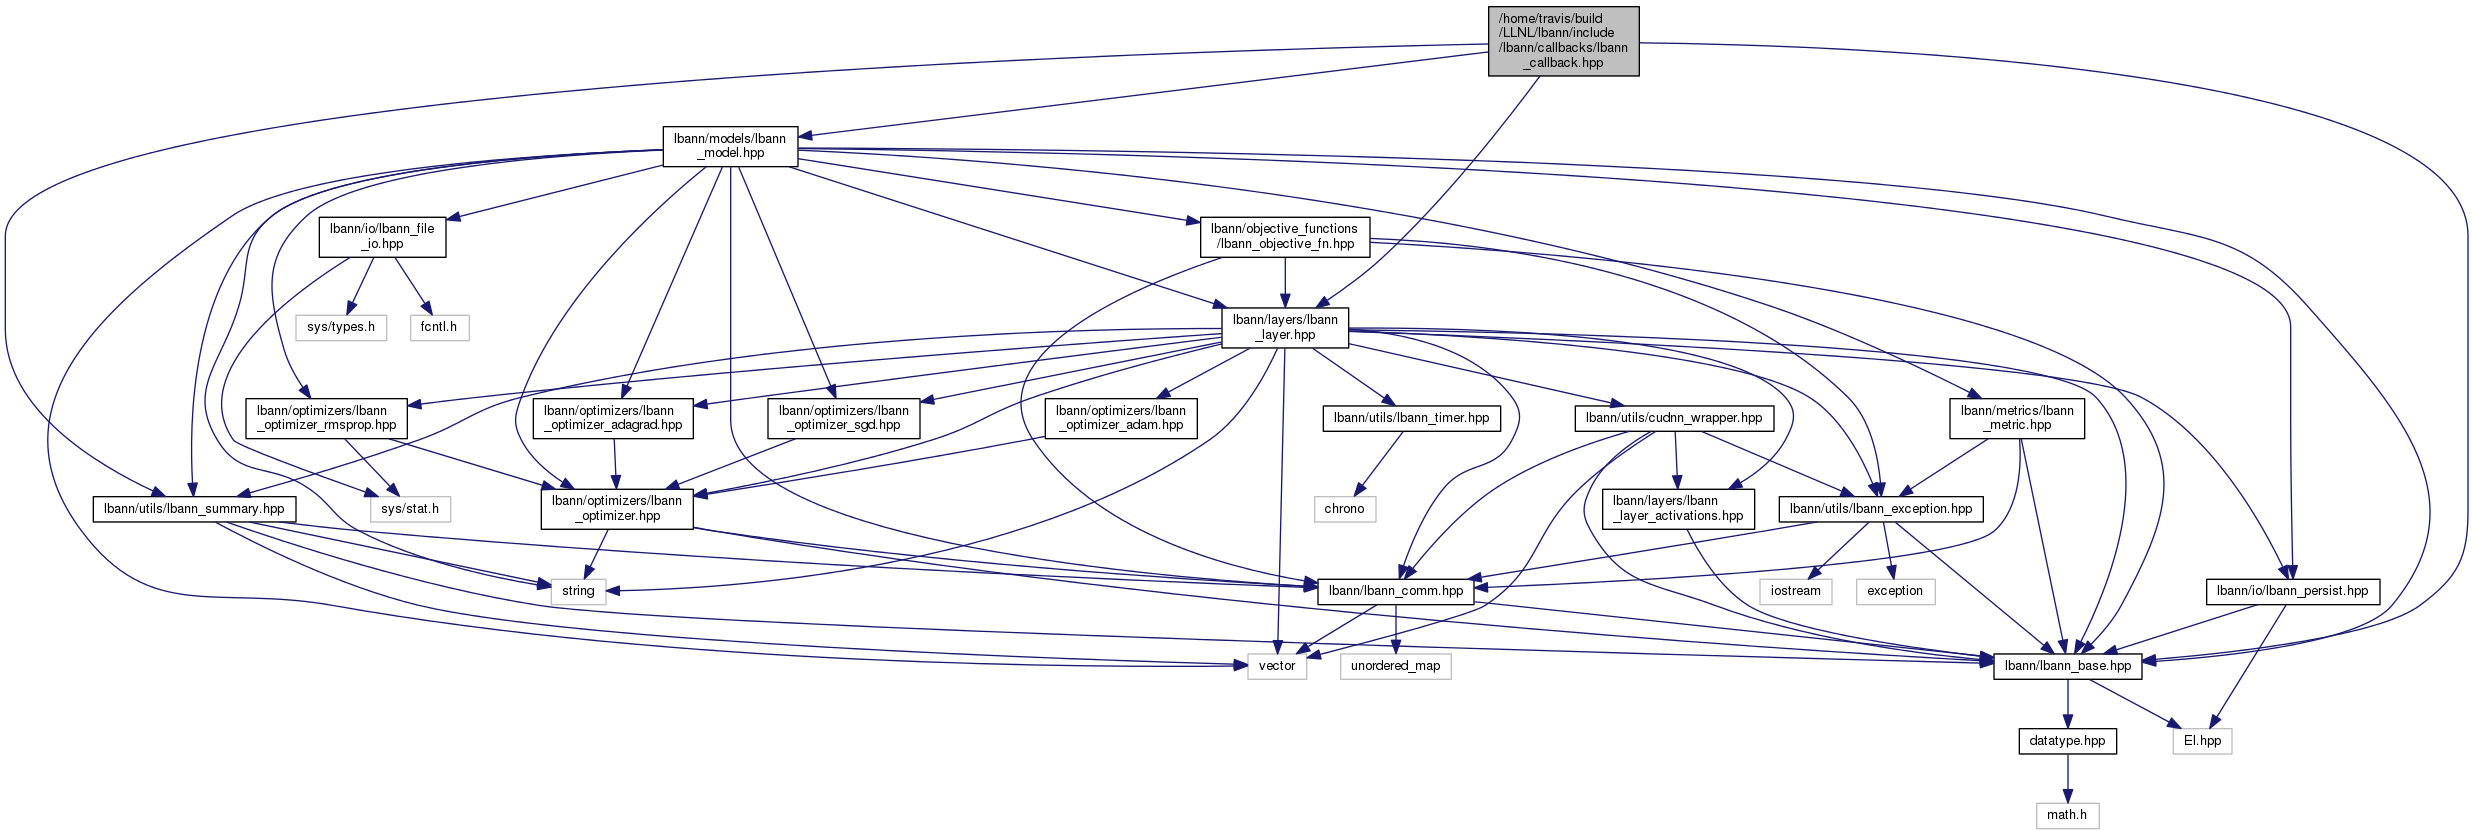 /home/travis/build
/LLNL/lbann/include
/lbann/callbacks/lbann
_callback.hpp
lbann/models/lbann
_model.hpp
lbann/io/lbann_file
_io.hpp
lbann/objective_functions
/lbann_objective_fn.hpp
sys/types.h
fcntl.h
lbann/layers/lbann
_layer.hpp
lbann/optimizers/lbann
_optimizer_rmsprop.hpp
lbann/optimizers/lbann
_optimizer_adagrad.hpp
lbann/optimizers/lbann
_optimizer_sgd.hpp
lbann/optimizers/lbann
_optimizer_adam.hpp
lbann/utils/lbann_timer.hpp
lbann/utils/cudnn_wrapper.hpp
lbann/metrics/lbann
_metric.hpp
lbann/utils/lbann_summary.hpp
sys/stat.h
lbann/optimizers/lbann
_optimizer.hpp
chrono
lbann/layers/lbann
_layer_activations.hpp
lbann/utils/lbann_exception.hpp
string
lbann/lbann_comm.hpp
iostream
exception
lbann/io/lbann_persist.hpp
vector
unordered_map
lbann/lbann_base.hpp
datatype.hpp
El.hpp
math.h